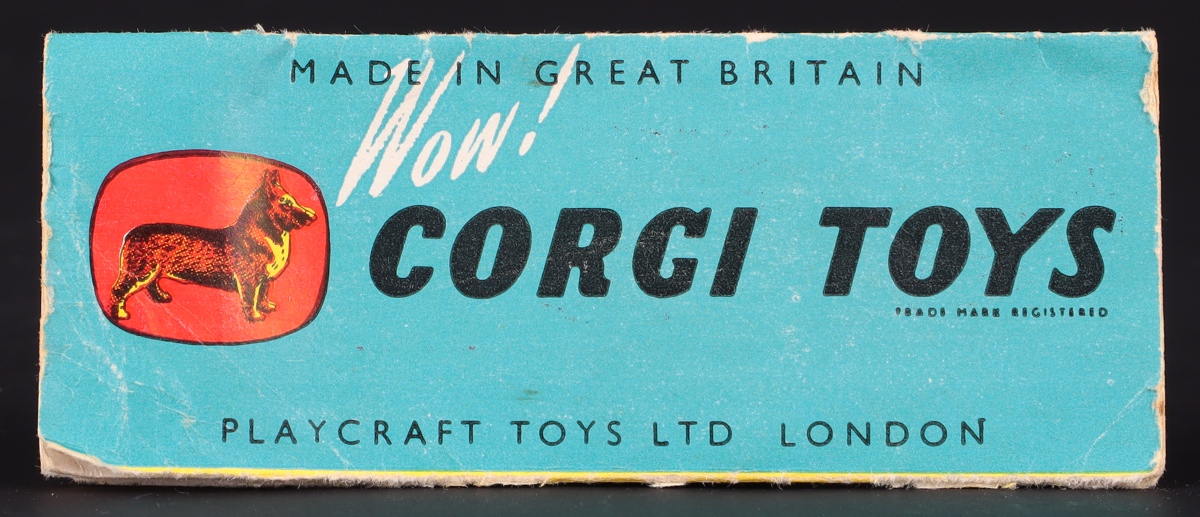 MADE IN GREAT BRITAIN
Wow!
CORGI TOYS
TRADE MARK REGISTERED
PLAYCRAFT TOYS LTD LONDON